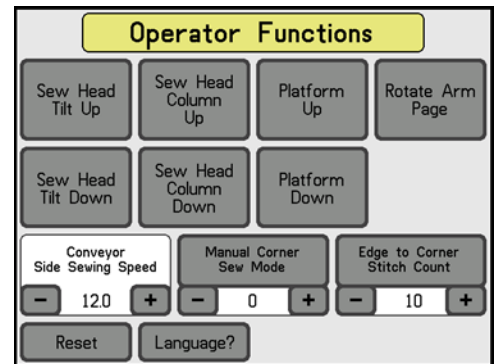 Operator Functions
Sew Head
Tilt Up
Sew Head
Column
Up
Platform
Up
Rotate Arm
Page
Sew Head
Tilt Down
Sew Head
Column
Down
Platform
Down
Conveyor
Side Sewing Speed
Manual Corner
Sew Mode
Edge to Corner
Stitch Count
- 12.0 +
- 0 +
- 10 +
Reset
Language?